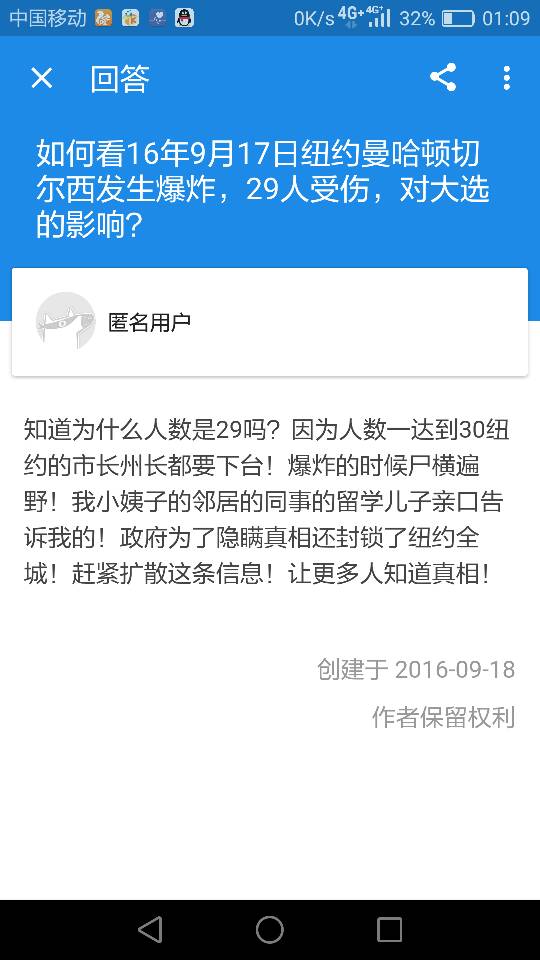 中国移动 0K/s 4G+ 4G+ 32% 01:09
回答
如何看16年9月17日纽约曼哈顿切
尔西发生爆炸，29人受伤，对大选
的影响？
匿名用户
知道为什么人数是29吗？因为人数一达到30纽
约的市长州长都要下台！爆炸的时候尸横遍
野！我小姨子的邻居的同事的留学儿子亲口告
诉我的！政府为了隐瞒真相还封锁了纽约全
城！赶紧扩散这条信息！让更多人知道真相！
创建于 2016-09-18
作者保留权利